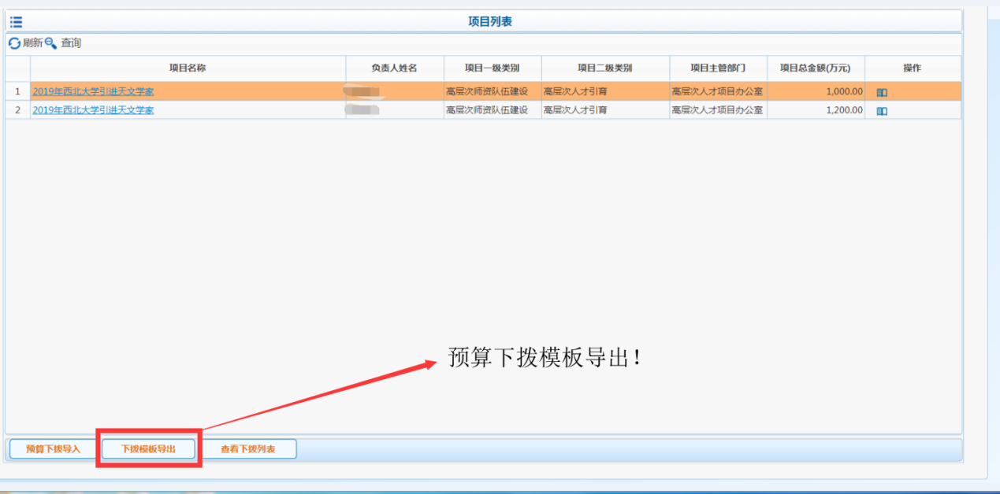 项目列表
刷新 查询
项目名称 负责人姓名 项目一级类别 项目二级类别 项目主管部门 项目总金额(万元) 操作
1 2019年西北大学引进天文学家 高层次师资队伍建设 高层次人才引育 高层次人才项目办公室 1,000.00
2 2019年西北大学引进天文学家 高层次师资队伍建设 高层次人才引育 高层次人才项目办公室 1,200.00
预算下拨模板导出!
预算下拨导入 下拨模板导出 查看下拨列表